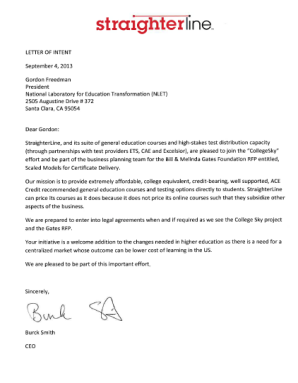 straighterline
LETTER OF INTENT
September 4, 2013
Gordon Freedman
President
National Laboratory for Education Transformation (NLET)
2505 Augustine Drive # 372
Santa Clara, CA 95054
Dear Gordon:
StraighterLine, and its suite of general education courses and high-stakes test distribution capacity
(through partnerships with test providers ETS, CAE and Excelsior), are pleased to join the "CollegeSky"
effort and be part of the business planning team for the Bill & Melinda Gates Foundation RFP entitled,
Scaled Models for Certificate Delivery.
Our mission is to provide extremely affordable, college equivalent, credit-bearing, well supported, ACE
Credit recommended general education courses and testing options directly to students. StraighterLine
can price its courses as it does because it does not price its online courses such that they subsidize other
aspects of the business.
We are prepared to enter into legal agreements when and if required as we see the College Sky project
and the Gates RFP.
Your initiative is a welcome addition to the changes needed in higher education as there is a need for a
centralized market whose outcome can be lower cost of learning in the US.
We are pleased to be part of this important effort.
Sincerely,
Burck
Burck Smith
CEO